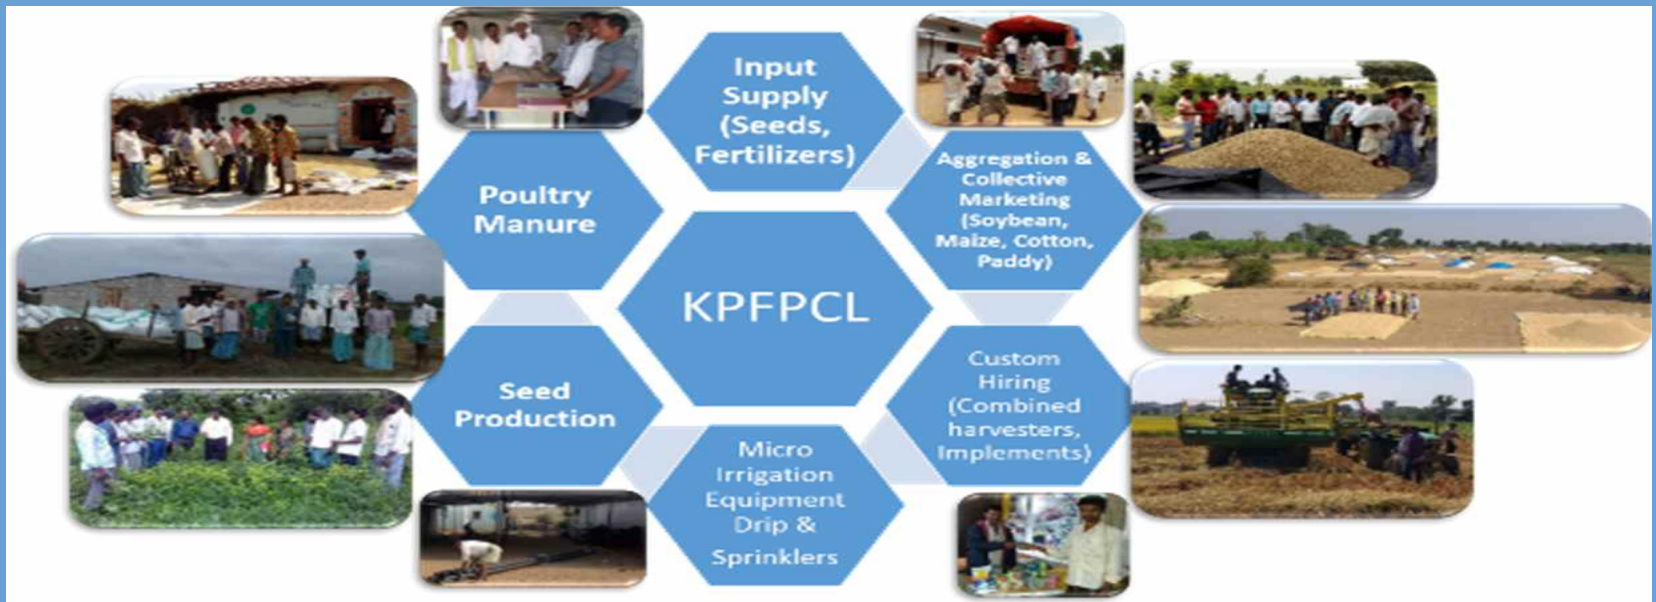 Input
Supply
(Seeds,
Fertilizers)
Aggregation &
Collective
Marketing
(Soybean,
Maize, Cotton,
Paddy)
Custom
Hiring
(Combined
harvesters,
Implements)
Micro
Irrigation
Equipment
Drip &
Sprinklers
Seed
Production
Poultry
Manure
KPFPCL